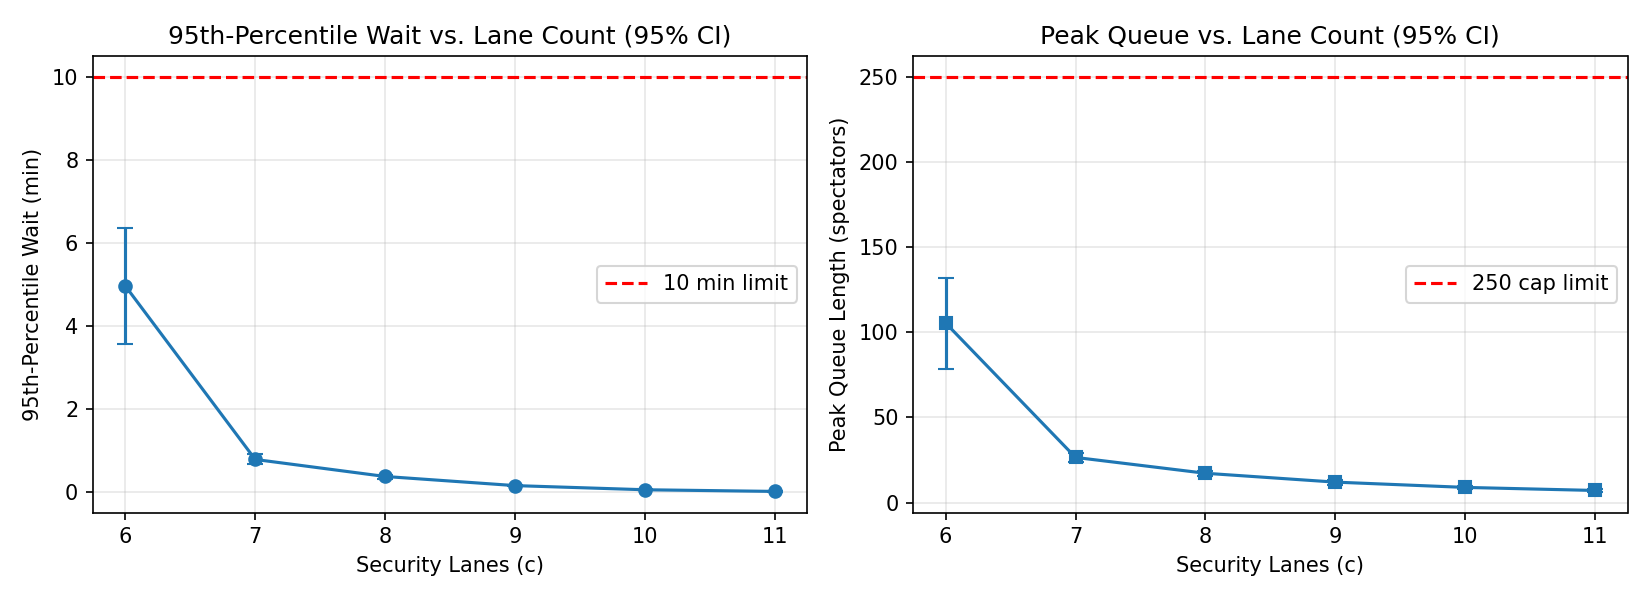 95th-Percentile Wait vs. Lane Count (95% CI)
10
8
6
4
2
0
95th-Percentile Wait (min)
10 min limit
6 7 8 9 10 11
Security Lanes (c)
Peak Queue vs. Lane Count (95% CI)
250
200
150
100
50
0
Peak Queue Length (spectators)
250 cap limit
6 7 8 9 10 11
Security Lanes (c)